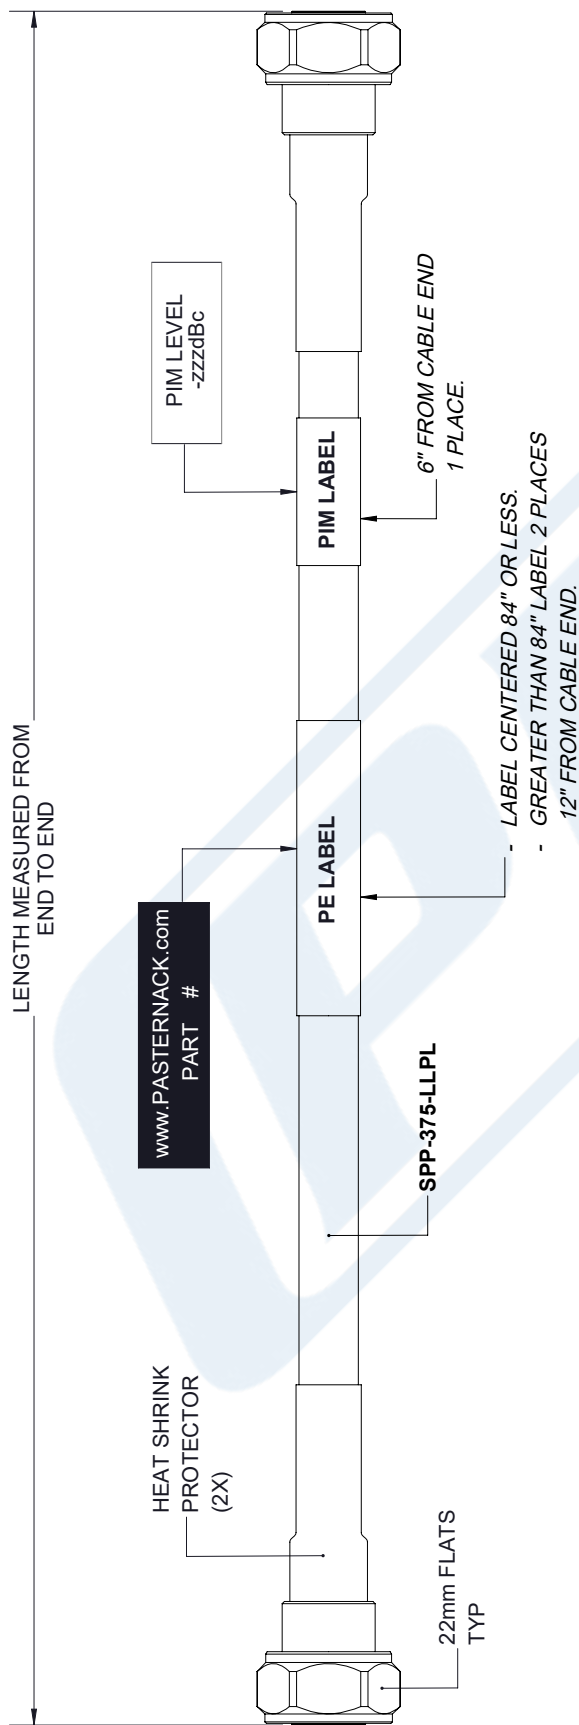 LENGTH MEASURED FROM
END TO END
HEAT SHRINK
PROTECTOR
(2X)
www.PASTERNACK.com
PART #
PIM LEVEL
-zzzdBc
PE LABEL
PIM LABEL
22mm FLATS
TYP
SPP-375-LLPL
- LABEL CENTERED 84" OR LESS.
- GREATER THAN 84" LABEL 2 PLACES
12" FROM CABLE END.
6" FROM CABLE END
1 PLACE.